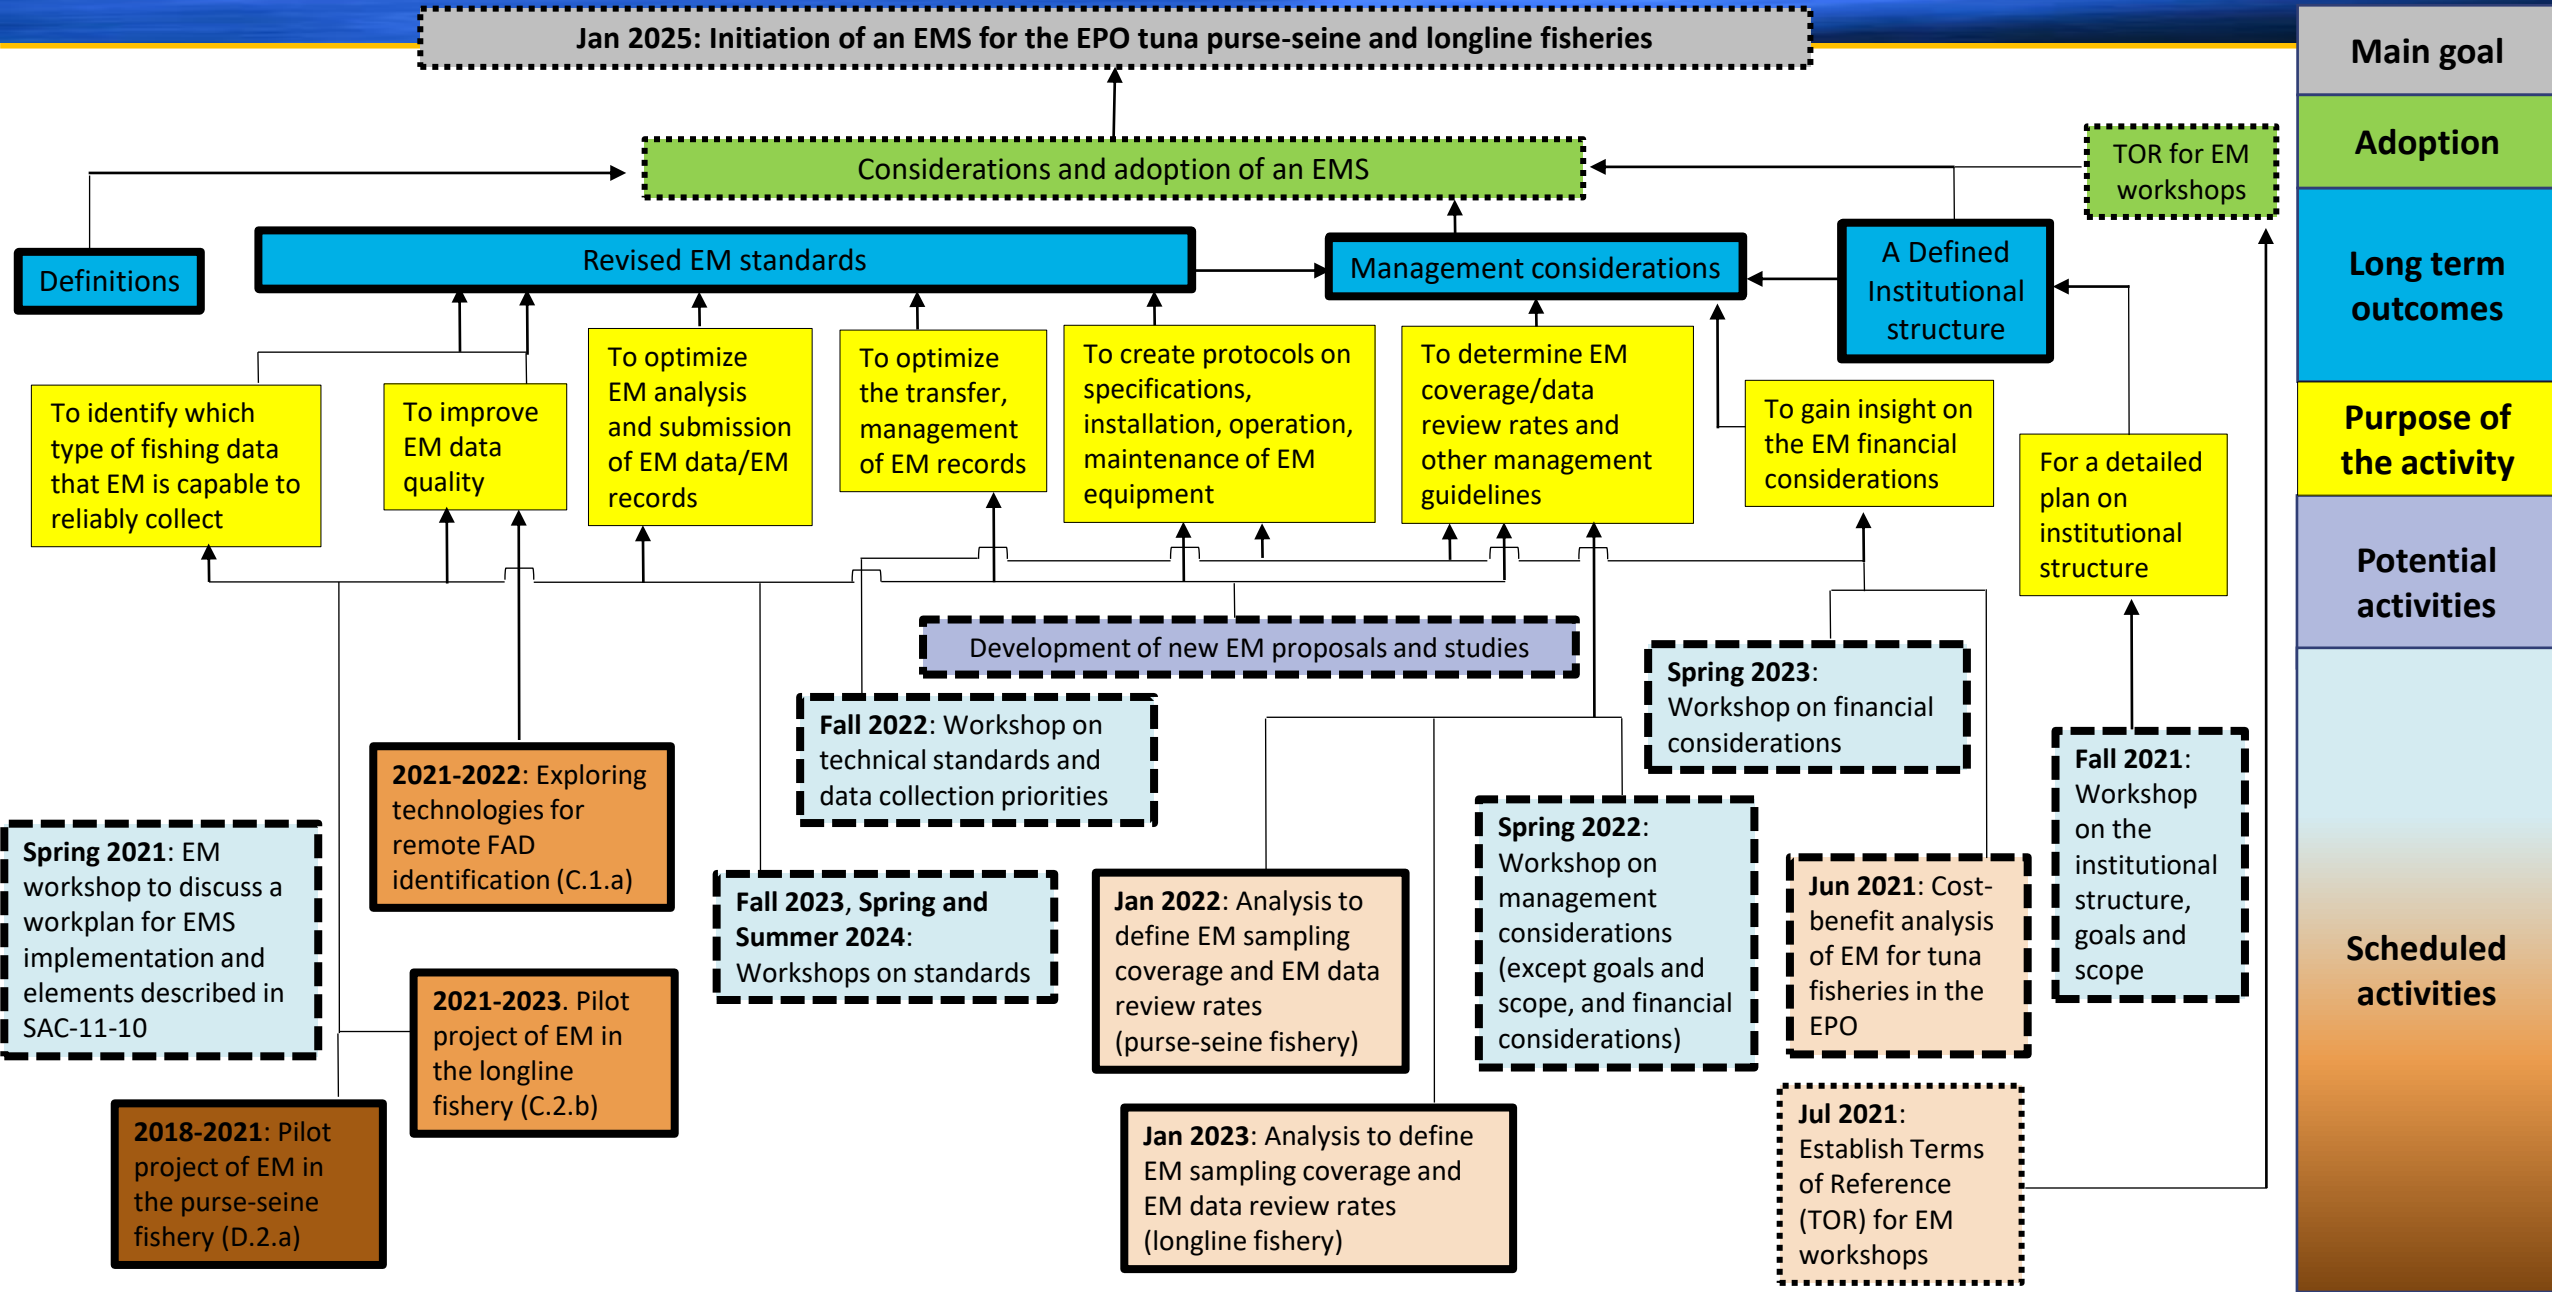 Jan 2025: Initiation of an EMS for the EPO tuna purse-seine and longline fisheries
Main goal
Considerations and adoption of an EMS
TOR for EM
workshops
Adoption
Definitions
Revised EM standards
Management considerations
A Defined
Institutional
structure
Long term
outcomes
To identify which
type of fishing data
that EM is capable to
reliably collect
To improve
EM data
quality
To optimize
EM analysis
and submission
of EM data/EM
records
To optimize
the transfer,
management
of EM records
To create protocols on
specifications,
installation, operation,
maintenance of EM
equipment
To determine EM
coverage/data
review rates and
other management
guidelines
To gain insight on
the EM financial
considerations
For a detailed
plan on
institutional
structure
Purpose of
the activity
Development of new EM proposals and studies
Potential
activities
Spring 2021: EM
workshop to discuss a
workplan for EMS
implementation and
elements described in
SAC-11-10
2018-2021: Pilot
project of EM in
the purse-seine
fishery (D.2.a)
2021-2022: Exploring
technologies for
remote FAD
identification (C.1.a)
2021-2023. Pilot
project of EM in
the longline
fishery (C.2.b)
Fall 2022: Workshop on
technical standards and
data collection priorities
Fall 2023, Spring and
Summer 2024:
Workshops on standards
Jan 2022: Analysis to
define EM sampling
coverage and EM data
review rates
(purse-seine fishery)
Jan 2023: Analysis to define
EM sampling coverage and
EM data review rates
(longline fishery)
Spring 2022:
Workshop on
management
considerations
(except goals and
scope, and financial
considerations)
Spring 2023:
Workshop on financial
considerations
Jun 2021: Cost-
benefit analysis
of EM for tuna
fisheries in the
EPO
Jul 2021:
Establish Terms
of Reference
(TOR) for EM
workshops
Fall 2021:
Workshop
on the
institutional
structure,
goals and
scope
Scheduled
activities